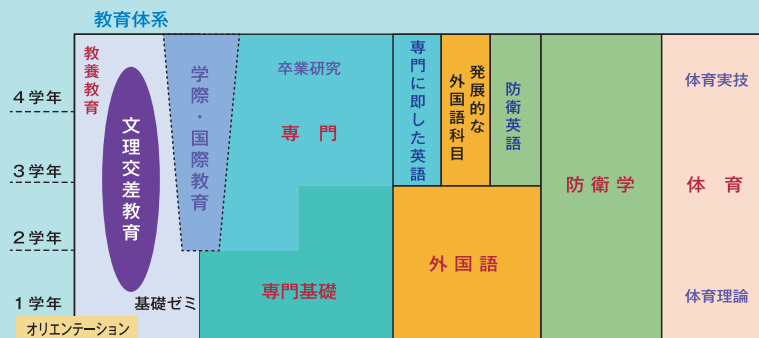 教育体系
4学年
3学年
2学年
1学年
オリエンテーション
教養教育
文理交差教育
基礎ゼミ
学際・国際教育
卒業研究
専門
専門基礎
専門に即した英語
発展的な
外国語科目
防衛英語
外国語
防衛学
体育実技
体育
体育理論